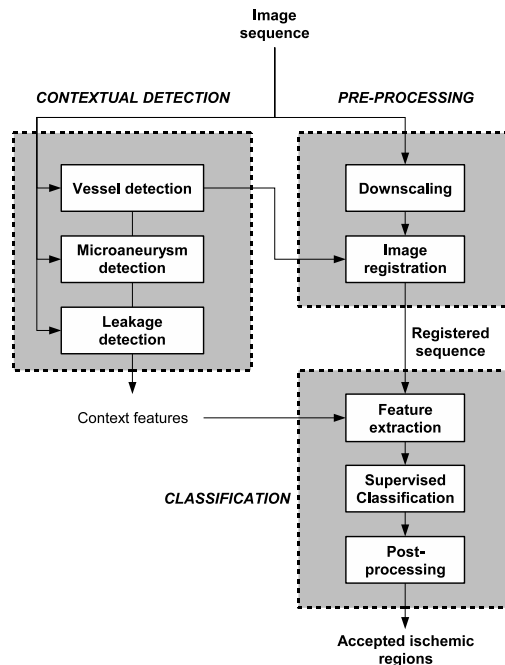 Image
sequence
CONTEXTUAL DETECTION
PRE-PROCESSING
Vessel detection
Downscaling
Microaneurysm
detection
Image
registration
Leakage
detection
Registered
sequence
Context features
Feature
extraction
CLASSIFICATION
Supervised
Classification
Post-
processing
Accepted ischemic
regions